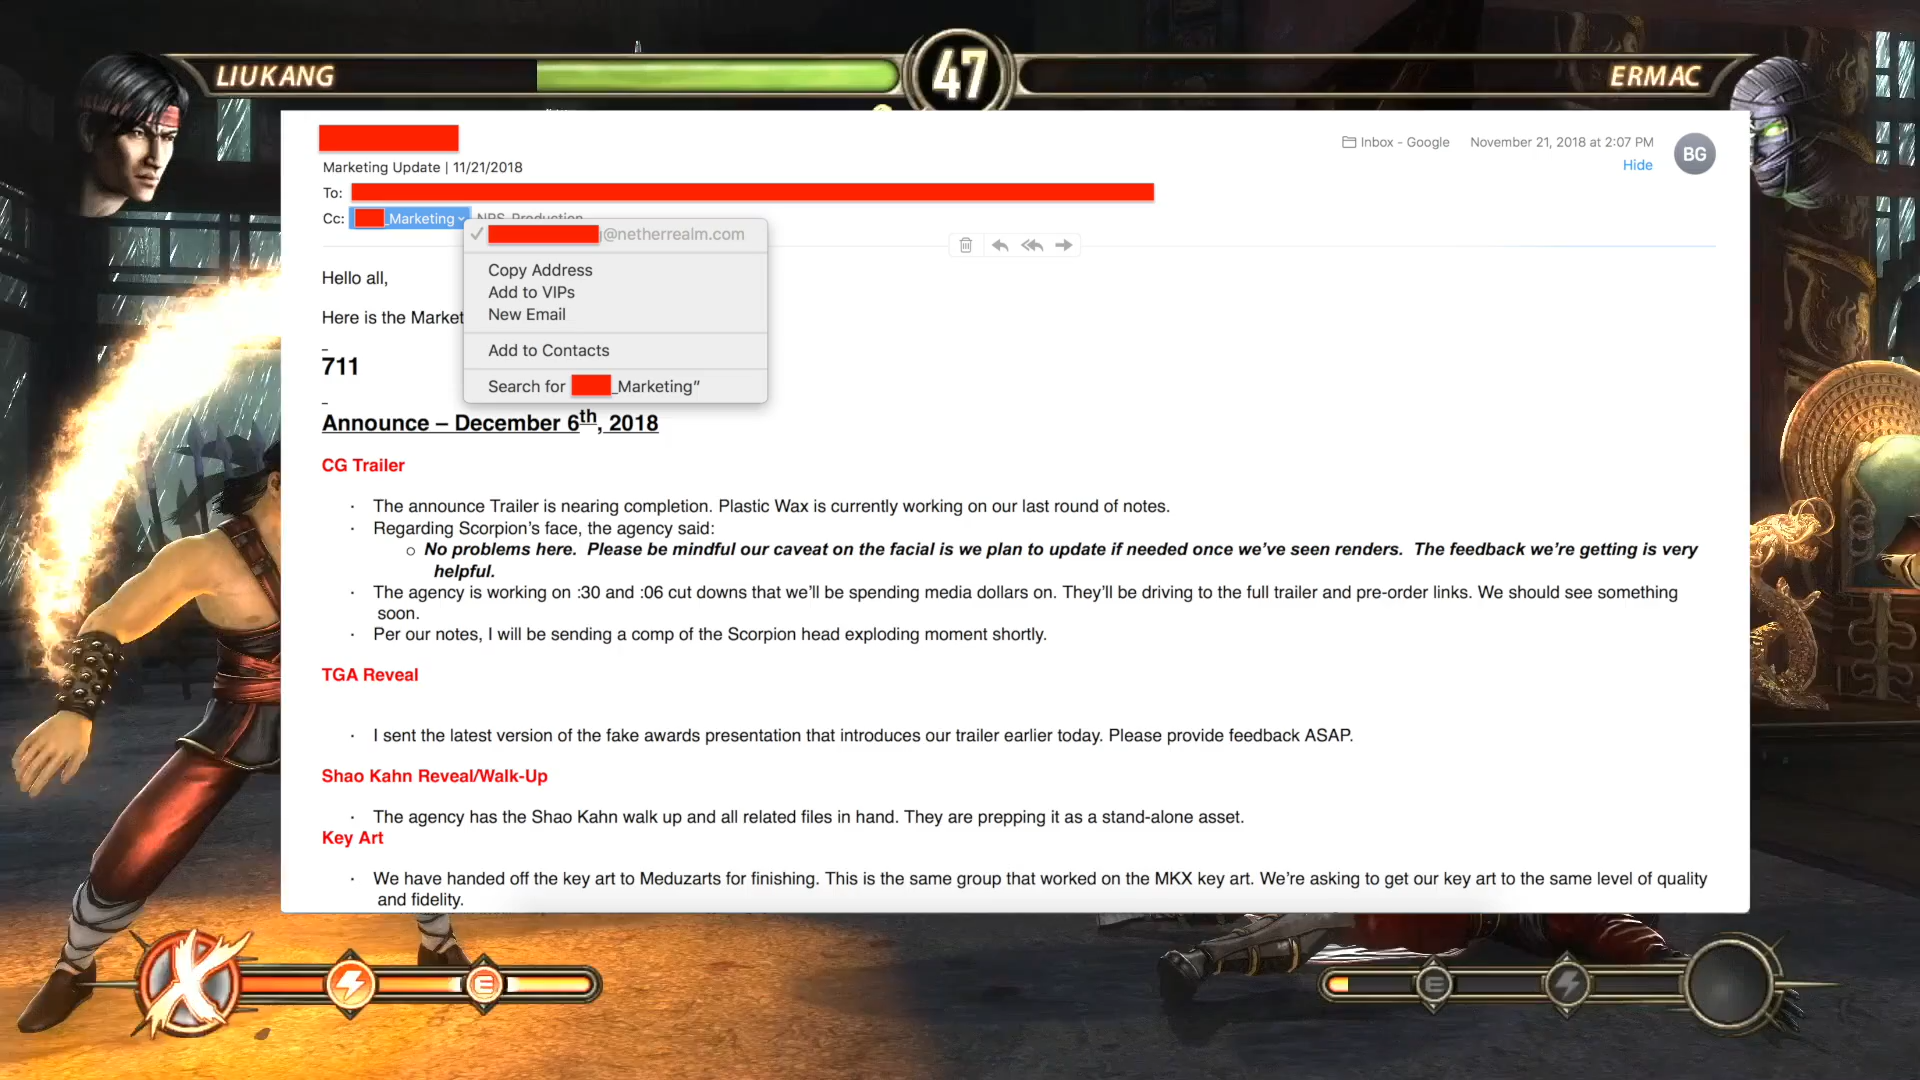 LIUKANG
47
ERMAC
Inbox - Google
November 21, 2018 at 2:07 PM
BG
Marketing Update | 11/21/2018
Hide
To:
Cc: _Marketing NRS_Production
@netherrealm.com
Hello all,
Copy Address
Add to VIPs
Here is the Market
New Email
Add to Contacts
711
Search for _Marketing"
Announce – December 6th, 2018
CG Trailer
· The announce Trailer is nearing completion. Plastic Wax is currently working on our last round of notes.
· Regarding Scorpion's face, the agency said:
o No problems here. Please be mindful our caveat on the facial is we plan to update if needed once we've seen renders. The feedback we're getting is very
helpful.
· The agency is working on :30 and :06 cut downs that we'll be spending media dollars on. They'll be driving to the full trailer and pre-order links. We should see something
soon.
· Per our notes, I will be sending a comp of the Scorpion head exploding moment shortly.
TGA Reveal
· I sent the latest version of the fake awards presentation that introduces our trailer earlier today. Please provide feedback ASAP.
Shao Kahn Reveal/Walk-Up
· The agency has the Shao Kahn walk up and all related files in hand. They are prepping it as a stand-alone asset.
Key Art
· We have handed off the key art to Meduzarts for finishing. This is the same group that worked on the MKX key art. We're asking to get our key art to the same level of quality
and fidelity.
X
E
E